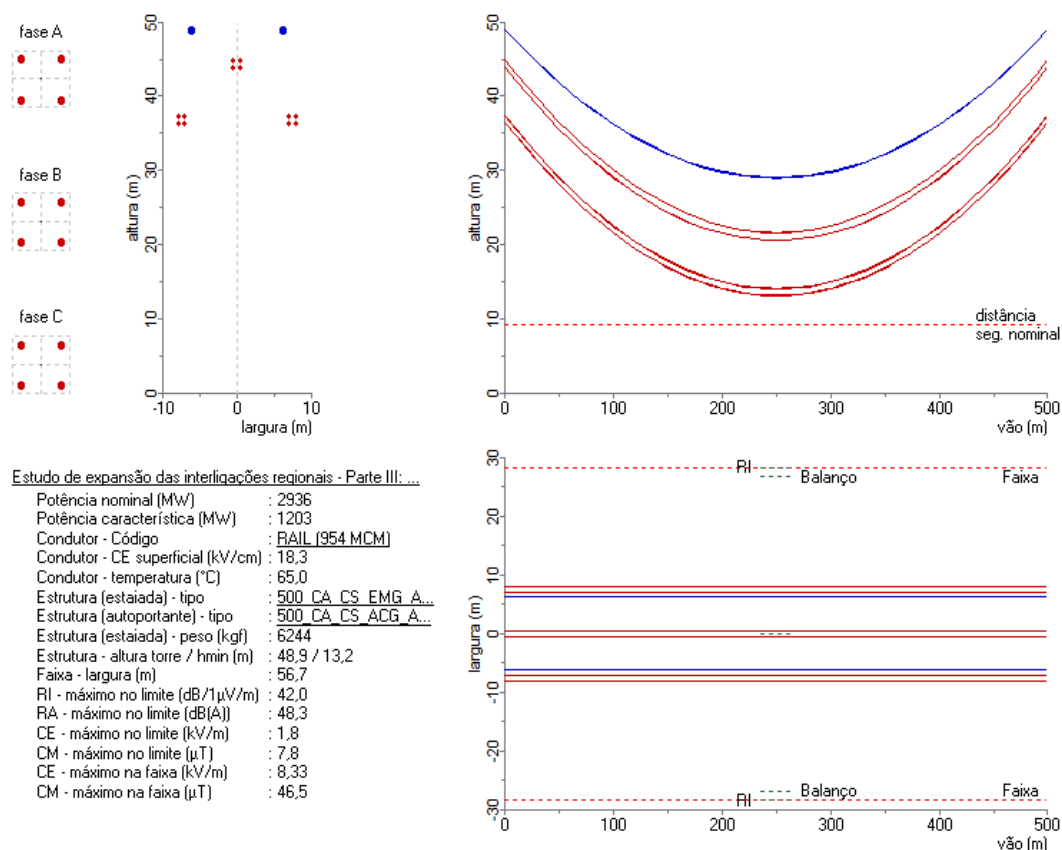 fase A
fase B
fase C
altura (m)
50
40
30
20
10
0
-10
0
10
largura (m)
altura (m)
50
40
30
20
10
0
distância
seg. nominal
0
100
200
300
400
500
vão (m)
Estudo de expansão das interligações regionais - Parte III: ...
Potência nominal (MW) : 2936
Potência característica (MW) : 1203
Condutor - Código : RAIL (954 MCM)
Condutor - CE superficial (kV/cm) : 18,3
Condutor - temperatura (°C) : 65,0
Estrutura (estaiada) - tipo : 500_CA_CS_EMG_A...
Estrutura (autoportante) - tipo : 500_CA_CS_ACG_A...
Estrutura (estaiada) - peso (kgf) : 6244
Estrutura - altura torre / hmin (m) : 48,9 / 13,2
Faixa - largura (m) : 56,7
RI - máximo no limite (dB/1µV/m) : 42,0
RA - máximo no limite (dB(A)) : 48,3
CE - máximo no limite (kV/m) : 1,8
CM - máximo no limite (µT) : 7,8
CE - máximo na faixa (kV/m) : 8,33
CM - máximo na faixa (µT) : 46,5
largura (m)
30
20
10
0
-10
-20
-30
RI
Balanço
Faixa
RI
Balanço
Faixa
0
100
200
300
400
500
vão (m)